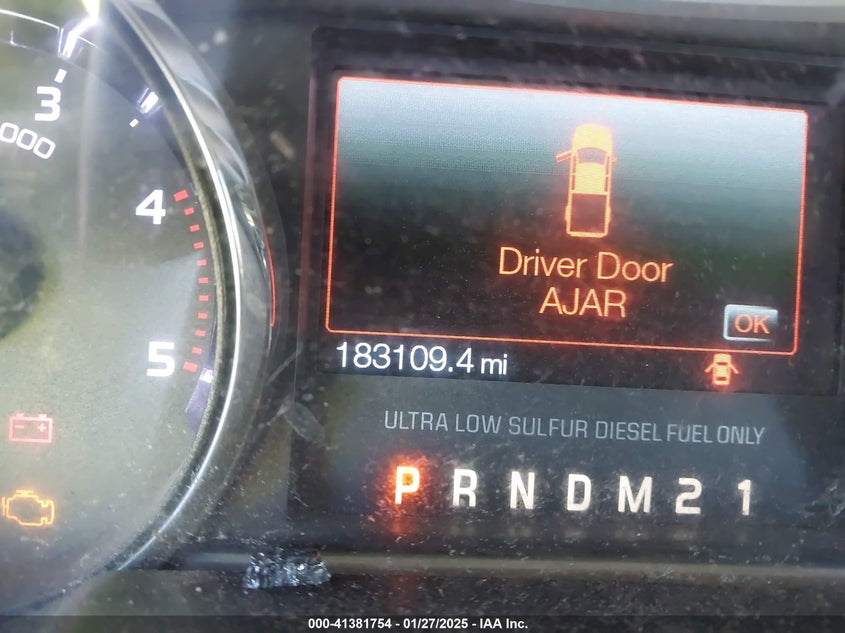 3
000
4
5
Driver Door
AJAR
OK
183109.4 mi
ULTRA LOW SULFUR DIESEL FUEL ONLY
P R N D M 2 1
000-41381754 - 01/27/2025 - IAA Inc.